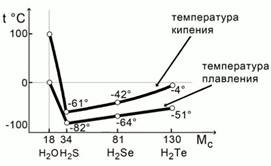 t °C
температура
кипения
100
температура
плавления
0
-61°
-42°
-4°
-82°
-64°
-51°
-100
18 34 81 130 Mc
H2O H2S H2Se H2Te